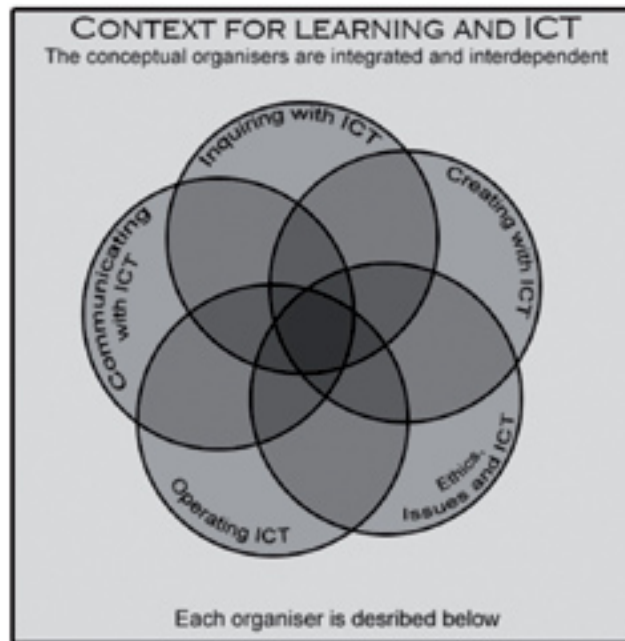 CONTEXT FOR LEARNING AND ICT
The conceptual organisers are integrated and interdependent
Inquiring with ICT
Creating with ICT
Communicating
with ICT
Ethics,
Issues and ICT
Operating ICT
Each organiser is desribed below